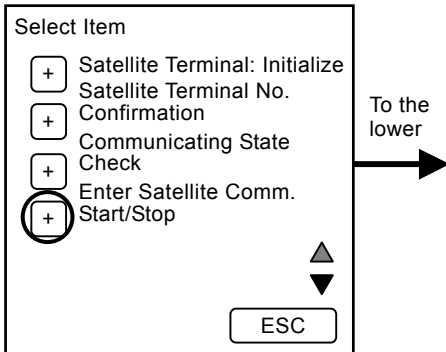 Select Item
+ Satellite Terminal: Initialize
Satellite Terminal No.
+ Confirmation
Communicating State
+ Check
Enter Satellite Comm.
+ Start/Stop
To the
lower
ESC